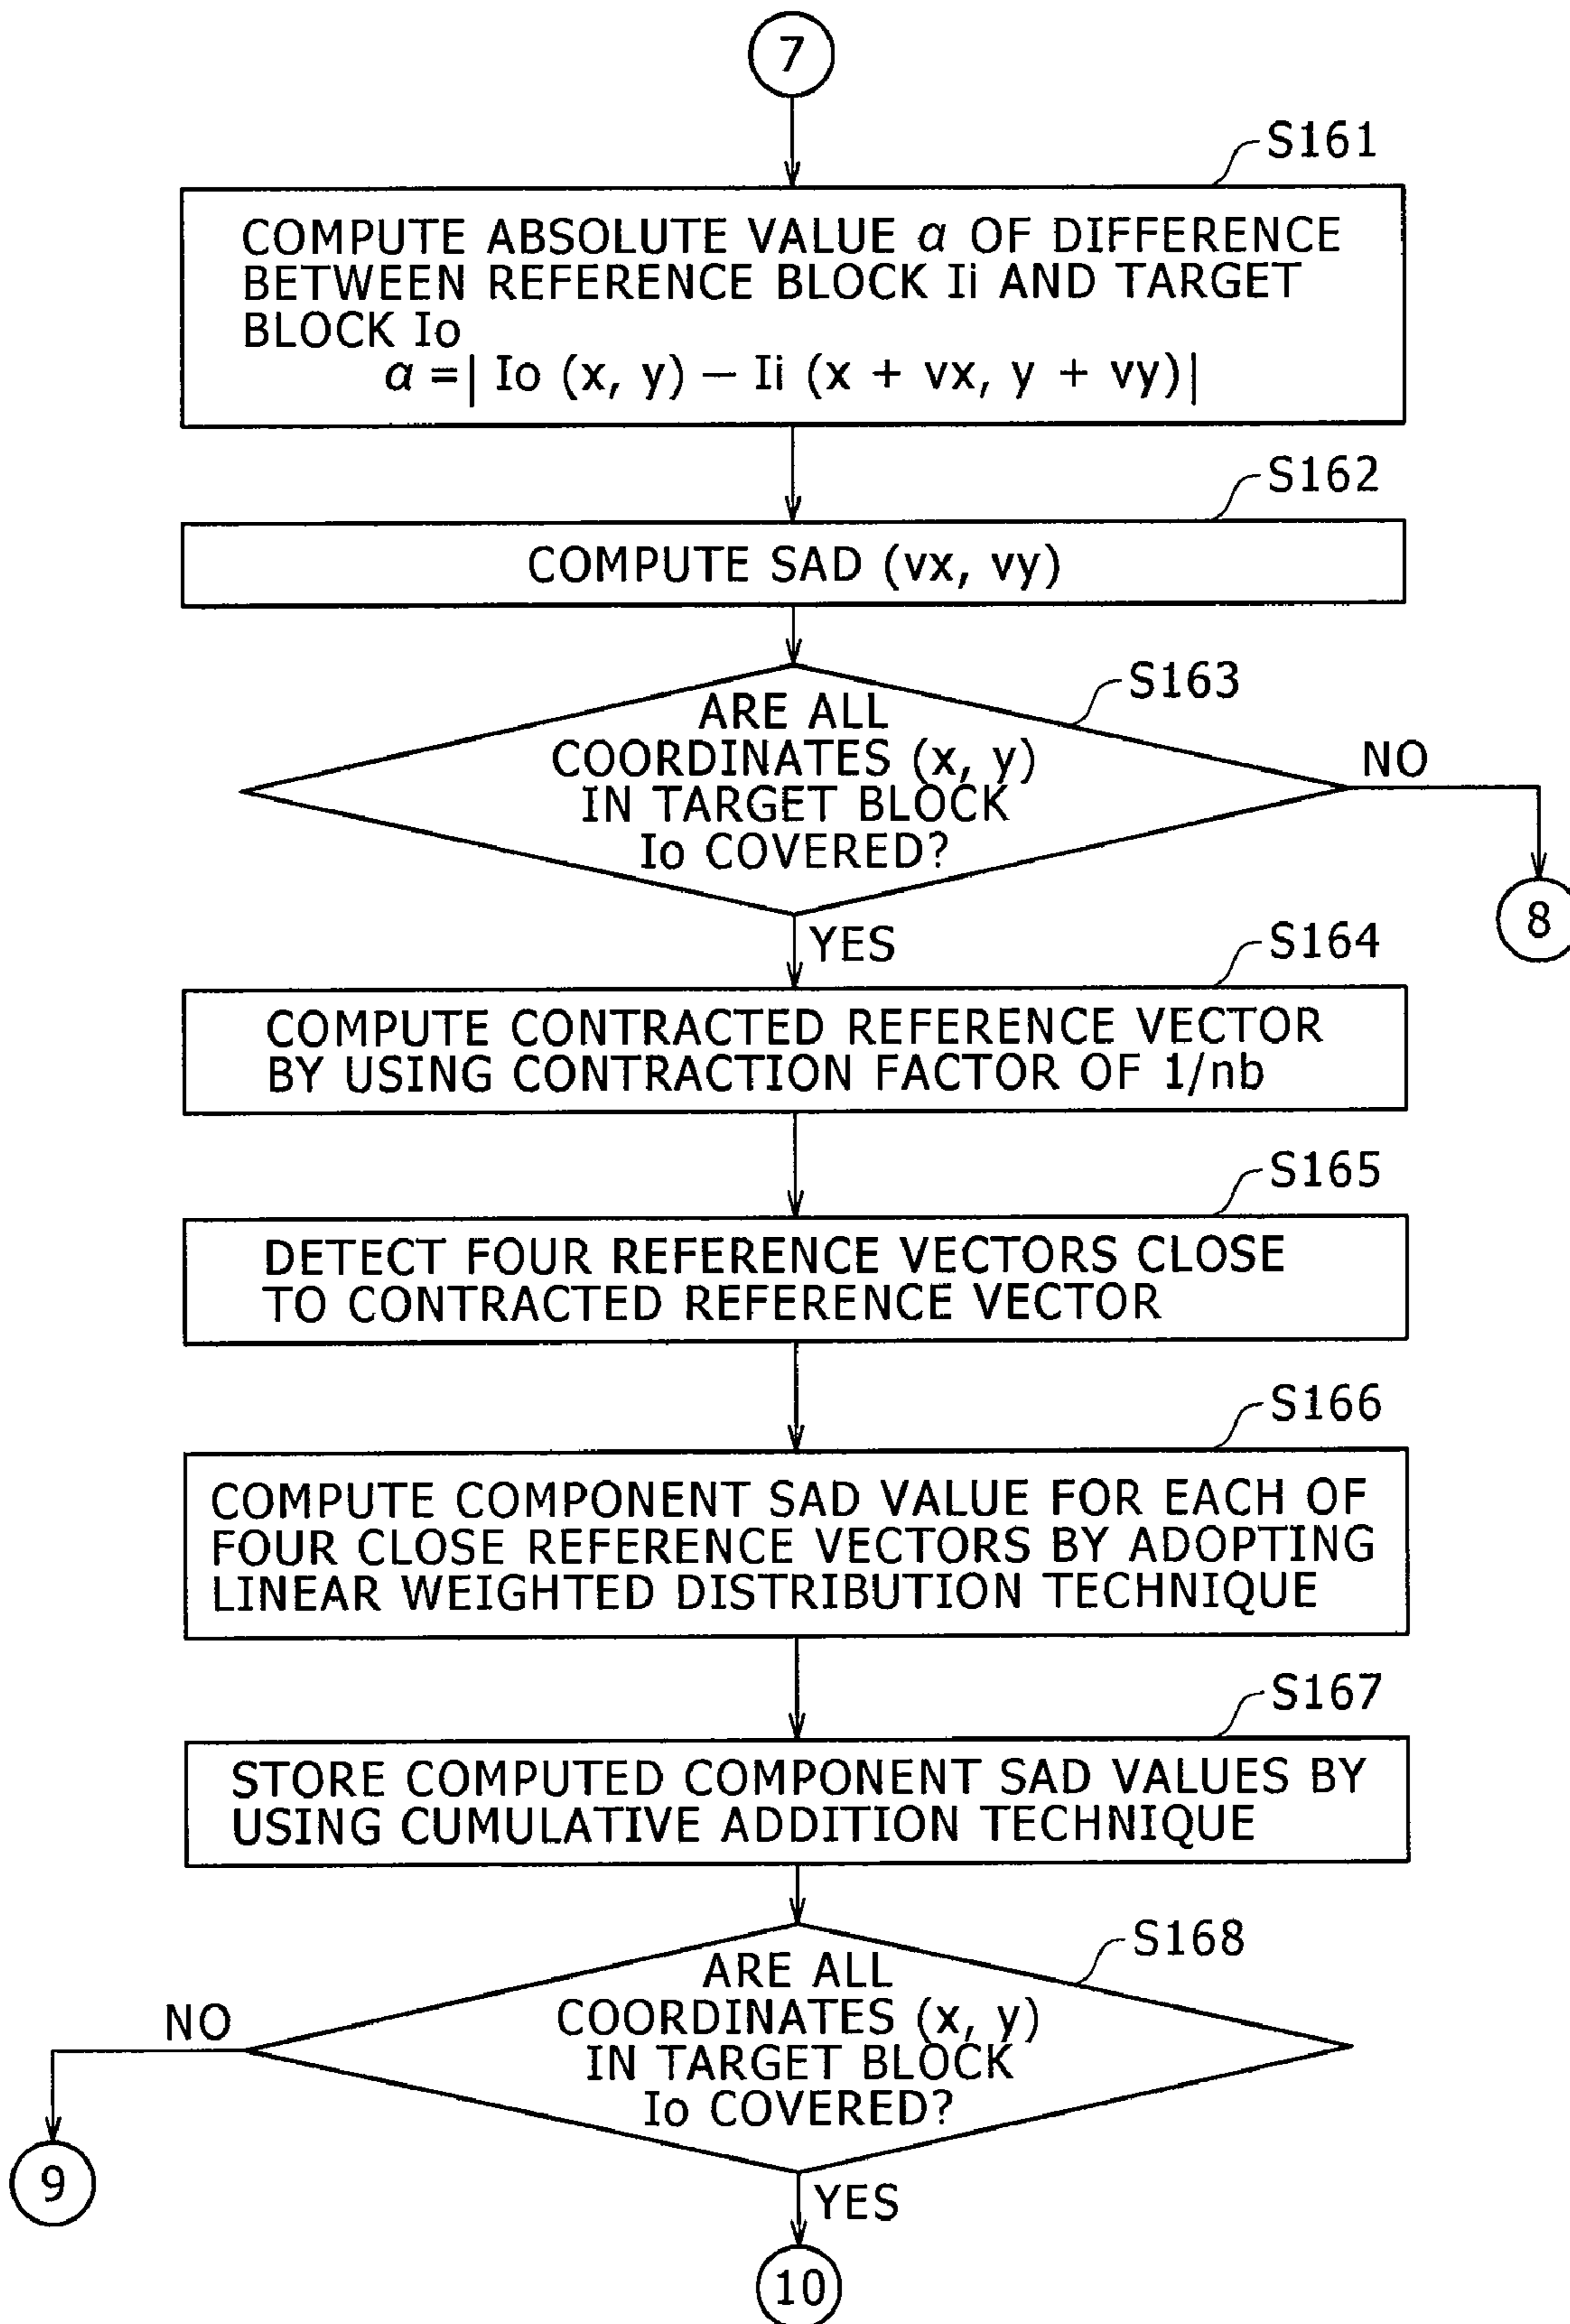 7
S161
COMPUTE ABSOLUTE VALUE α OF DIFFERENCE
BETWEEN REFERENCE BLOCK Ii AND TARGET
BLOCK Io
α =| Io (x, y) − Ii (x + vx, y + vy)|
S162
COMPUTE SAD (vx, vy)
S163
ARE ALL
COORDINATES (x, y)
IN TARGET BLOCK
Io COVERED?
NO
8
YES
S164
COMPUTE CONTRACTED REFERENCE VECTOR
BY USING CONTRACTION FACTOR OF 1/nb
S165
DETECT FOUR REFERENCE VECTORS CLOSE
TO CONTRACTED REFERENCE VECTOR
S166
COMPUTE COMPONENT SAD VALUE FOR EACH OF
FOUR CLOSE REFERENCE VECTORS BY ADOPTING
LINEAR WEIGHTED DISTRIBUTION TECHNIQUE
S167
STORE COMPUTED COMPONENT SAD VALUES BY
USING CUMULATIVE ADDITION TECHNIQUE
S168
ARE ALL
COORDINATES (x, y)
IN TARGET BLOCK
Io COVERED?
NO
9
YES
10